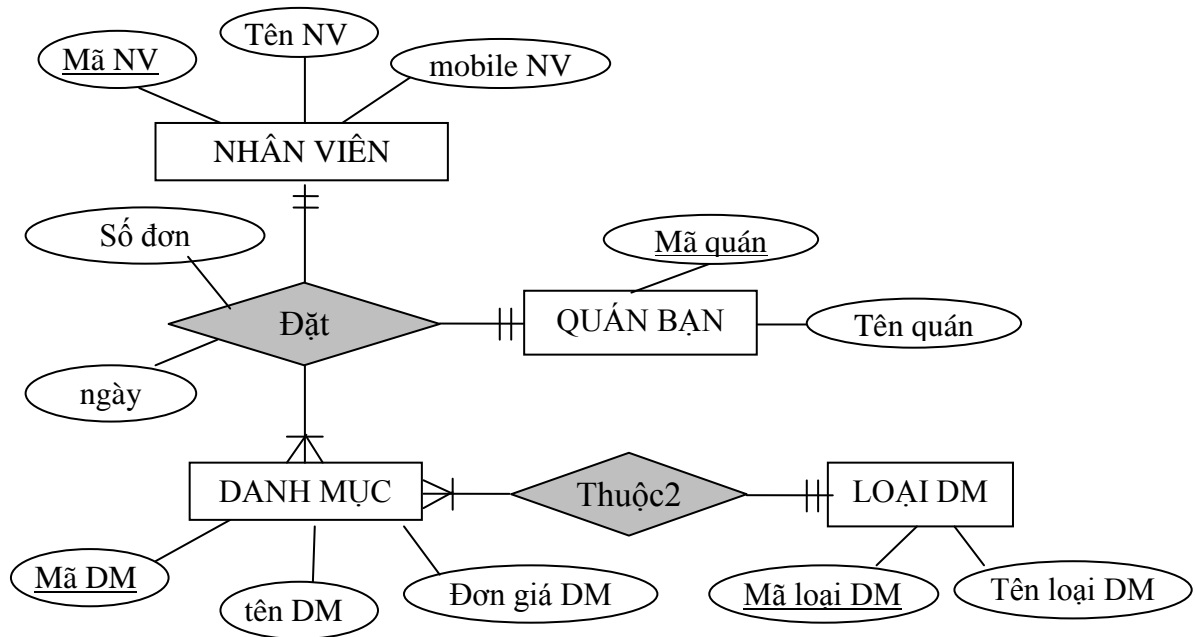 Tên NV
Mã NV
mobile NV
NHÂN VIÊN
Số đơn
Mã quán
Đặt
QUÁN BẠN
Tên quán
ngày
DANH MỤC
Thuộc2
LOẠI DM
Mã DM
tên DM
Đơn giá DM
Mã loại DM
Tên loại DM